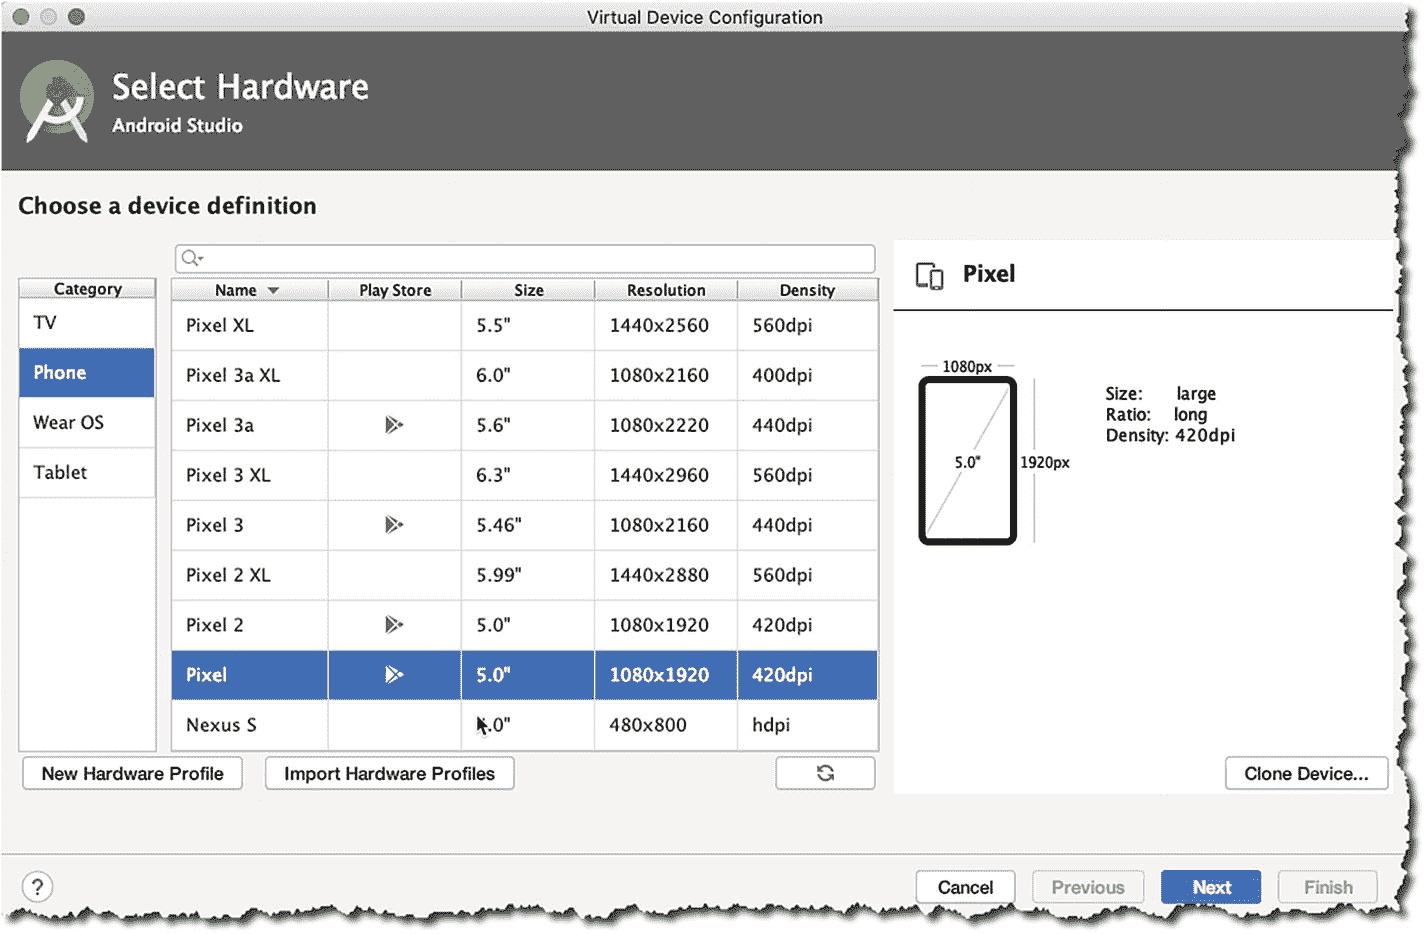 Virtual Device Configuration
Select Hardware
Android Studio
Choose a device definition
Category
TV
Phone
Wear OS
Tablet
Name Play Store Size Resolution Density
Pixel XL 5.5" 1440x2560 560dpi
Pixel 3a XL 6.0" 1080x2160 400dpi
Pixel 3a 5.6" 1080x2220 440dpi
Pixel 3 XL 6.3" 1440x2960 560dpi
Pixel 3 5.46" 1080x2160 440dpi
Pixel 2 XL 5.99" 1440x2880 560dpi
Pixel 2 5.0" 1080x1920 420dpi
Pixel 5.0" 1080x1920 420dpi
Nexus S .0" 480x800 hdpi
New Hardware Profile Import Hardware Profiles
Pixel
1080px
5.0"
1920px
Size: large
Ratio: long
Density: 420dpi
Clone Device...
? Cancel Previous Next Finish